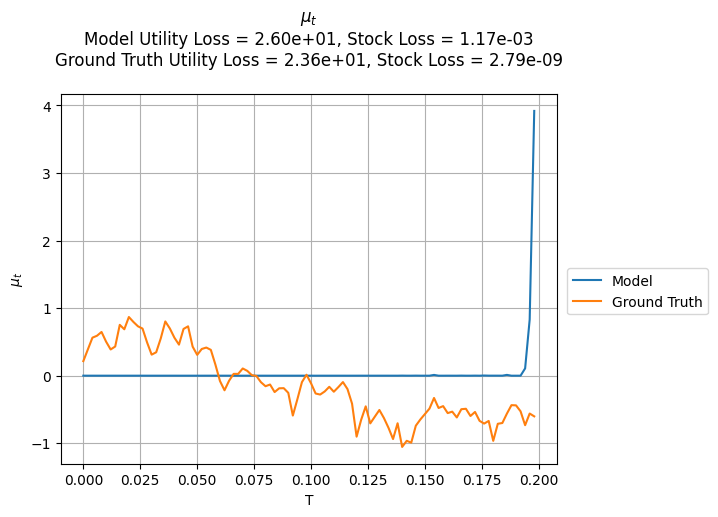 μt
Model Utility Loss = 2.60e+01, Stock Loss = 1.17e-03
Ground Truth Utility Loss = 2.36e+01, Stock Loss = 2.79e-09
4
3
2
1
0
−1
μt
0.000 0.025 0.050 0.075 0.100 0.125 0.150 0.175 0.200
T
Model
Ground Truth